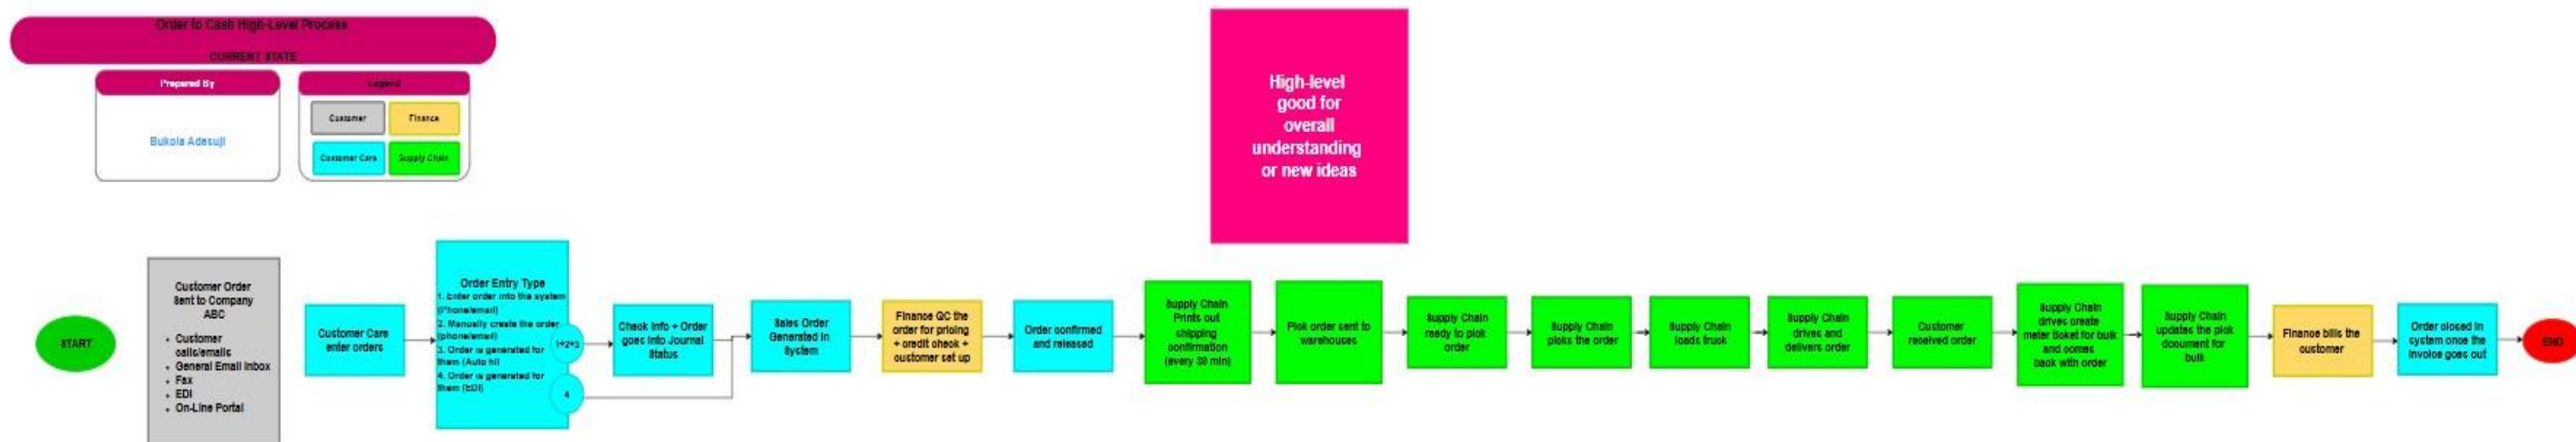 Order to Cash High-Level Process
CURRENT STATE
Prepared By
Bukola Adesuji
Legend
Customer
Finance
Customer Care
Supply Chain
High-level
good for
overall
understanding
or new ideas
START
Customer Order
Sent to Company
ABC
• Customer
calls/emails
• General Email Inbox
• Fax
• EDI
• On-Line Portal
Customer Care
enter orders
Order Entry Type
1. Enter order into the system
(Phone/email)
2. Manually create the order
(phone/email)
3. Order is generated for
them (Auto fill
4. Order is generated for
them (EDI)
1+2+3
4
Check Info + Order
goes into Journal
Status
Sales Order
Generated in
System
Finance QC the
order for pricing
+ credit check +
customer set up
Order confirmed
and released
Supply Chain
Prints out
shipping
confirmation
(every 30 min)
Pick order sent to
warehouses
Supply Chain
ready to pick
order
Supply Chain
picks the order
Supply Chain
loads truck
Supply Chain
drives and
delivers order
Customer
received order
Supply Chain
drives create
meter ticket for bulk
and comes
back with order
Supply Chain
updates the pick
document for
bulk
Finance bills the
customer
Order closed in
system once the
invoice goes out
END